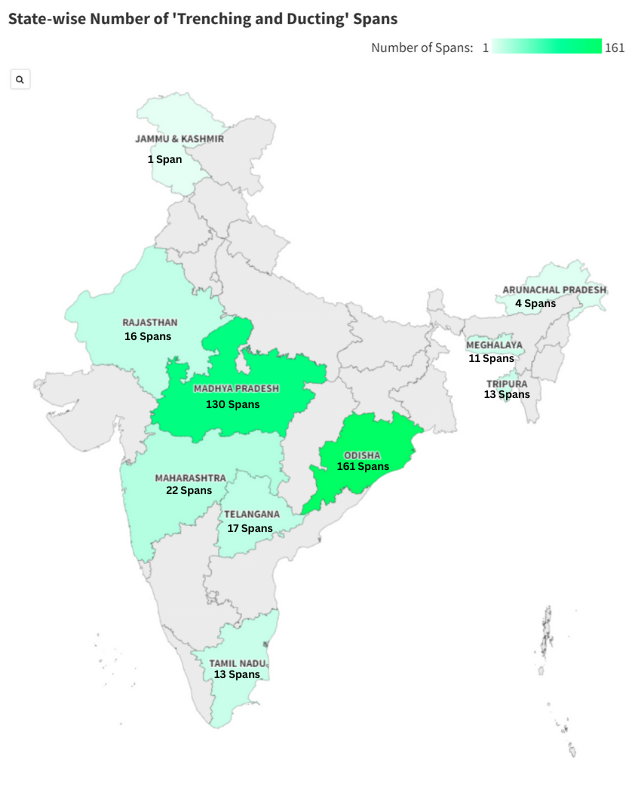 State-wise Number of 'Trenching and Ducting' Spans
Number of Spans: 1 161
JAMMU & KASHMIR
1 Span
ARUNACHAL PRADESH
4 Spans
RAJASTHAN
16 Spans
MEGHALAYA
11 Spans
TRIPURA
13 Spans
MADHYA PRADESH
130 Spans
ODISHA
161 Spans
MAHARASHTRA
22 Spans
TELANGANA
17 Spans
TAMIL NADU
13 Spans